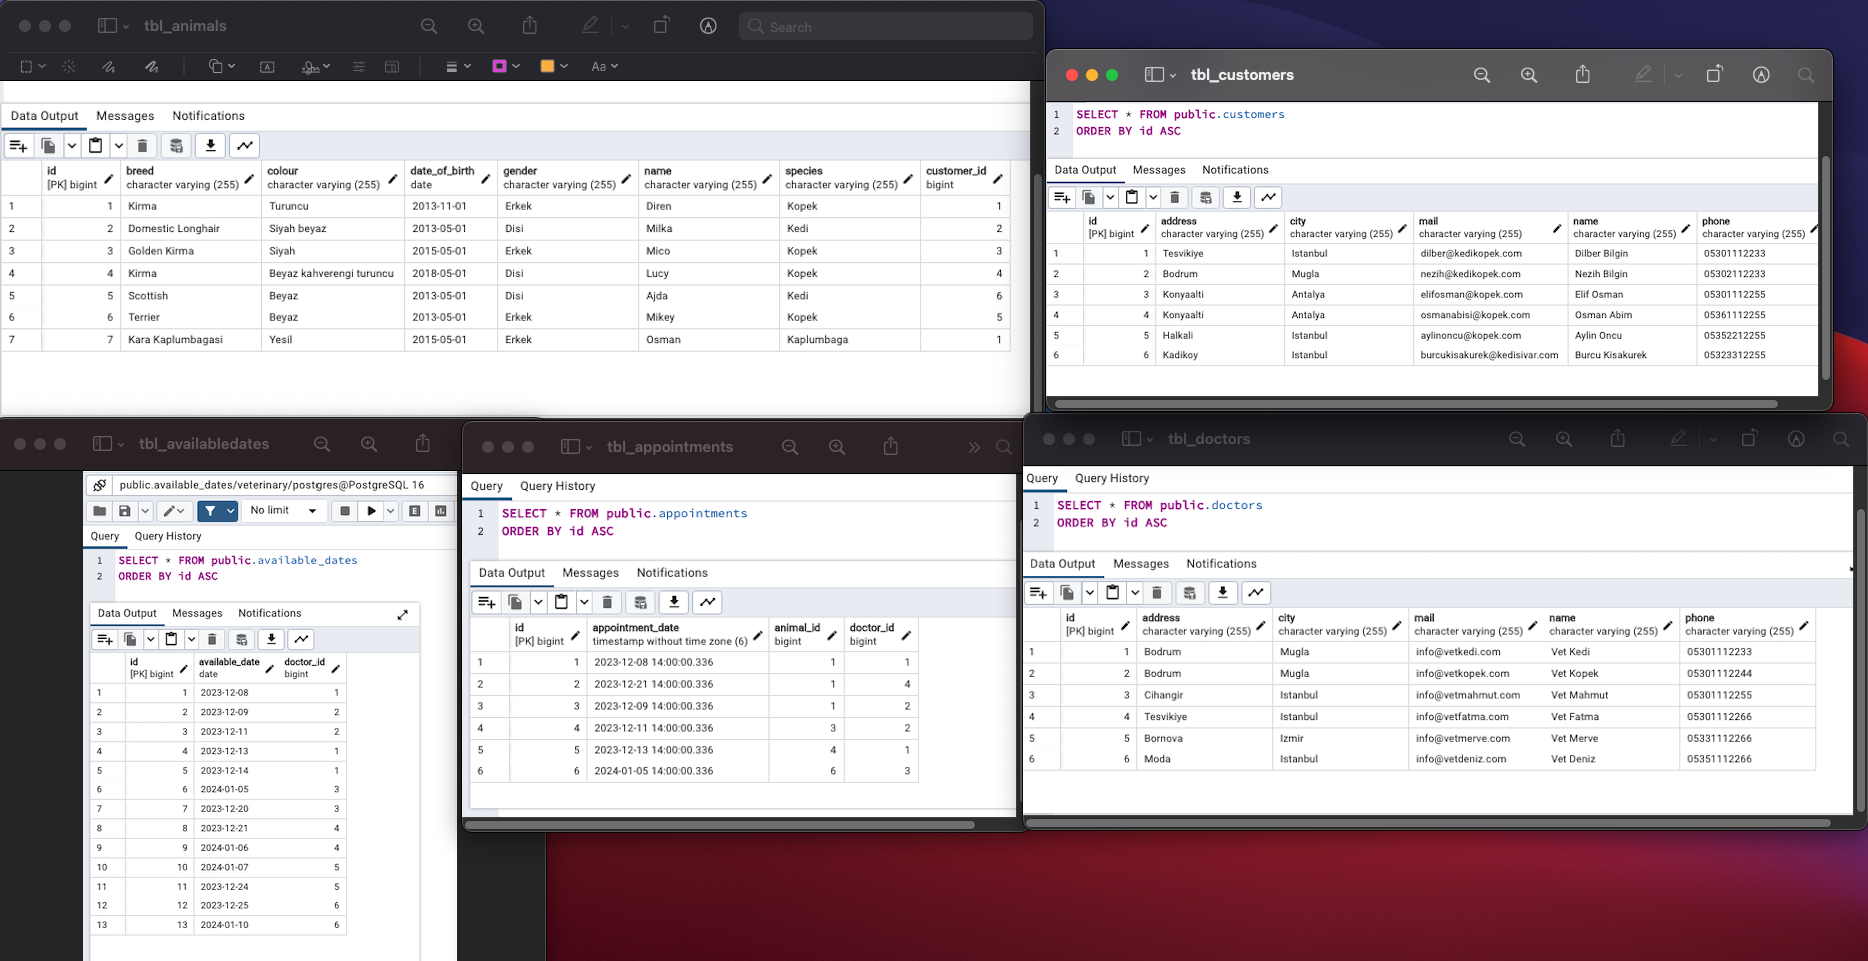 tbl_animals
Search
Aa
Data Output Messages Notifications
id breed colour date_of_birth gender name species customer_id
[PK] bigint character varying (255) character varying (255) date character varying (255) character varying (255) character varying (255) bigint
1 1 Kirma Turuncu 2013-11-01 Erkek Diren Kopek 1
2 2 Domestic Longhair Siyah beyaz 2013-05-01 Disi Milka Kedi 2
3 3 Golden Kirma Siyah 2015-05-01 Erkek Mico Kopek 3
4 4 Kirma Beyaz kahverengi turuncu 2018-05-01 Disi Lucy Kopek 4
5 5 Scottish Beyaz 2013-05-01 Disi Ajda Kedi 6
6 6 Terrier Beyaz 2013-05-01 Erkek Mikey Kopek 5
7 7 Kara Kaplumbagasi Yesil 2015-05-01 Erkek Osman Kaplumbaga 1
tbl_customers
1 SELECT * FROM public.customers
2 ORDER BY id ASC
Data Output Messages Notifications
id address city mail name phone
[PK] bigint character varying (255) character varying (255) character varying (255) character varying (255) character varying (255)
1 1 Tesvikiye Istanbul dilber@kedikopek.com Dilber Bilgin 05301112233
2 2 Bodrum Mugla nezih@kedikopek.com Nezih Bilgin 05302112233
3 3 Konyaalti Antalya elifosman@kopek.com Elif Osman 05301112255
4 4 Konyaalti Antalya osmanabisi@kopek.com Osman Abim 05361112255
5 5 Halkali Istanbul aylinoncu@kopek.com Aylin Oncu 05352212255
6 6 Kadikoy Istanbul burcukisakurek@kedisivar.com Burcu Kisakurek 05323312255
tbl_availabledates
public.available_dates/veterinary/postgres@PostgreSQL 16
No limit
Query Query History
1 SELECT * FROM public.available_dates
2 ORDER BY id ASC
Data Output Messages Notifications
id available_date doctor_id
[PK] bigint date bigint
1 1 2023-12-08 1
2 2 2023-12-09 2
3 3 2023-12-11 2
4 4 2023-12-13 1
5 5 2023-12-14 1
6 6 2024-01-05 3
7 7 2023-12-20 3
8 8 2023-12-21 4
9 9 2024-01-06 4
10 10 2024-01-07 5
11 11 2023-12-24 5
12 12 2023-12-25 6
13 13 2024-01-10 6
tbl_appointments
Query Query History
1 SELECT * FROM public.appointments
2 ORDER BY id ASC
Data Output Messages Notifications
id appointment_date animal_id doctor_id
[PK] bigint timestamp without time zone (6) bigint bigint
1 1 2023-12-08 14:00:00.336 1 1
2 2 2023-12-21 14:00:00.336 1 4
3 3 2023-12-09 14:00:00.336 1 2
4 4 2023-12-11 14:00:00.336 3 2
5 5 2023-12-13 14:00:00.336 4 1
6 6 2024-01-05 14:00:00.336 6 3
tbl_doctors
Query Query History
1 SELECT * FROM public.doctors
2 ORDER BY id ASC
Data Output Messages Notifications
id address city mail name phone
[PK] bigint character varying (255) character varying (255) character varying (255) character varying (255) character varying (255)
1 1 Bodrum Mugla info@vetkedi.com Vet Kedi 05301112233
2 2 Bodrum Mugla info@vetkopek.com Vet Kopek 05301112244
3 3 Cihangir Istanbul info@vetmahmut.com Vet Mahmut 05301112255
4 4 Tesvikiye Istanbul info@vetfatma.com Vet Fatma 05301112266
5 5 Bornova Izmir info@vetmerve.com Vet Merve 05331112266
6 6 Moda Istanbul info@vetdeniz.com Vet Deniz 05351112266